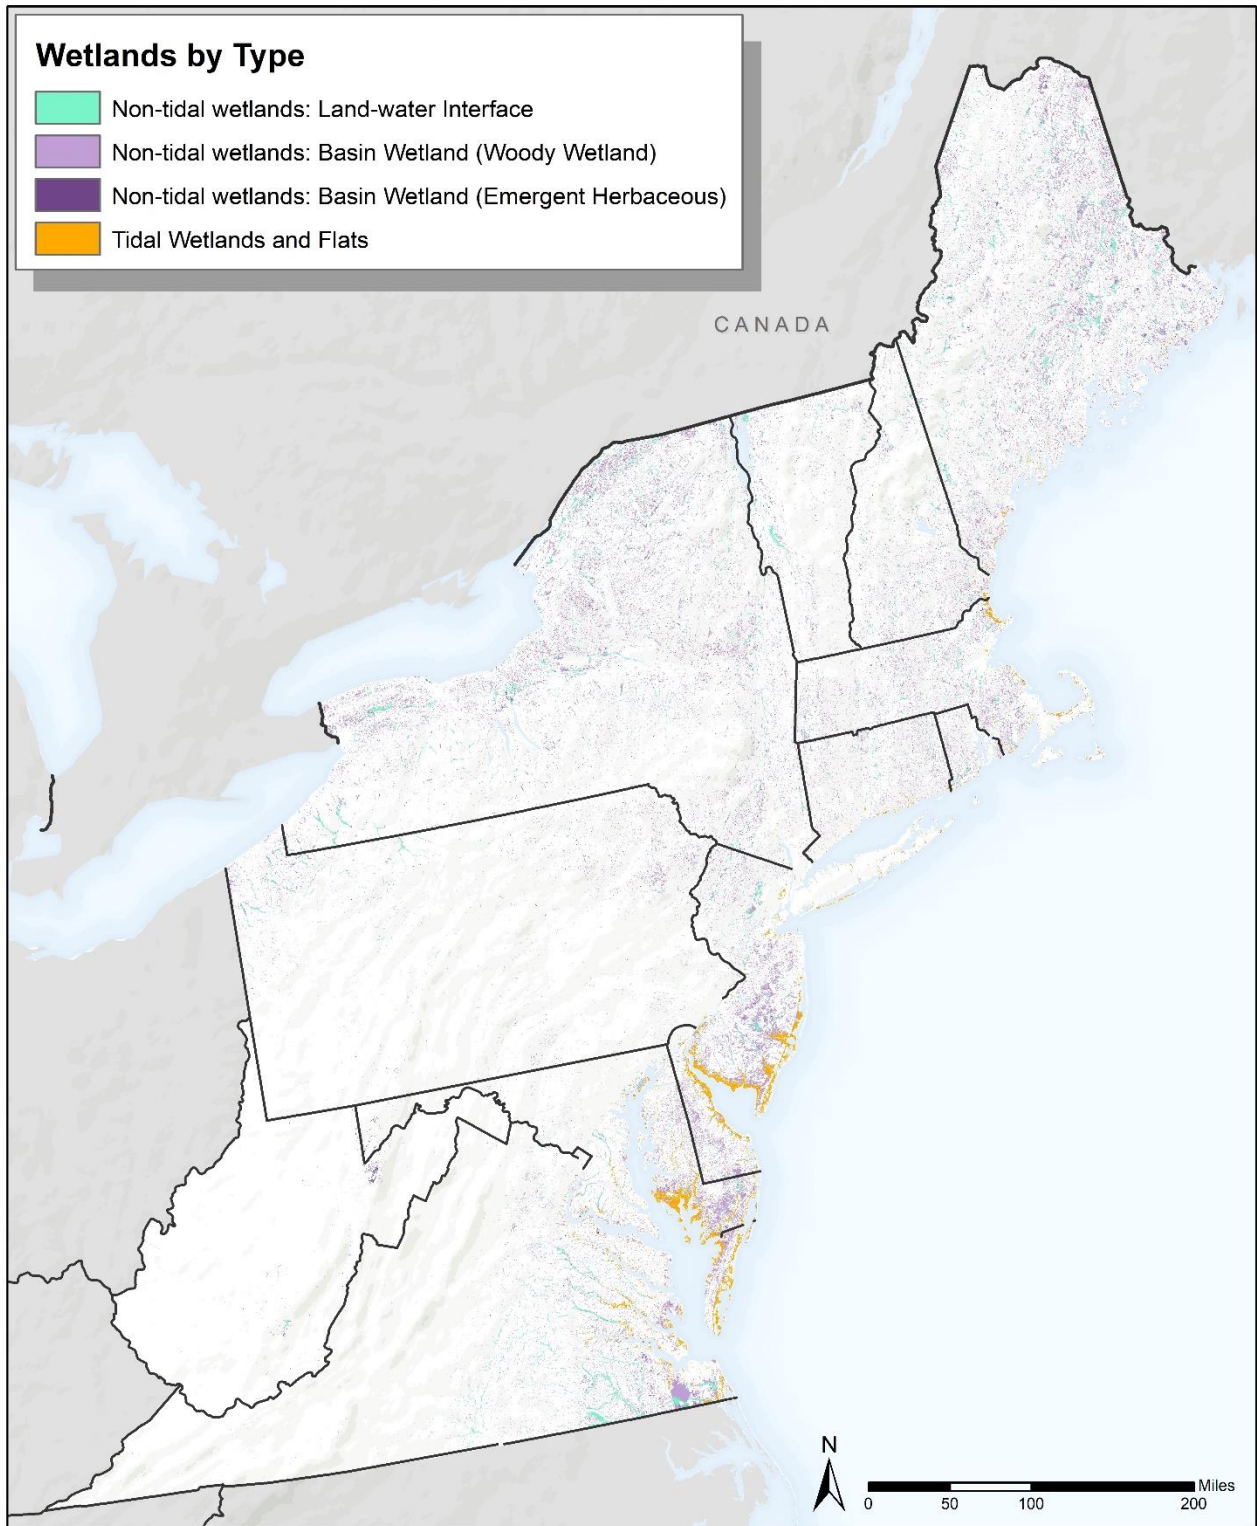 Wetlands by Type
Non-tidal wetlands: Land-water Interface
Non-tidal wetlands: Basin Wetland (Woody Wetland)
Non-tidal wetlands: Basin Wetland (Emergent Herbaceous)
Tidal Wetlands and Flats
CANADA
N
Miles
0 50 100 200